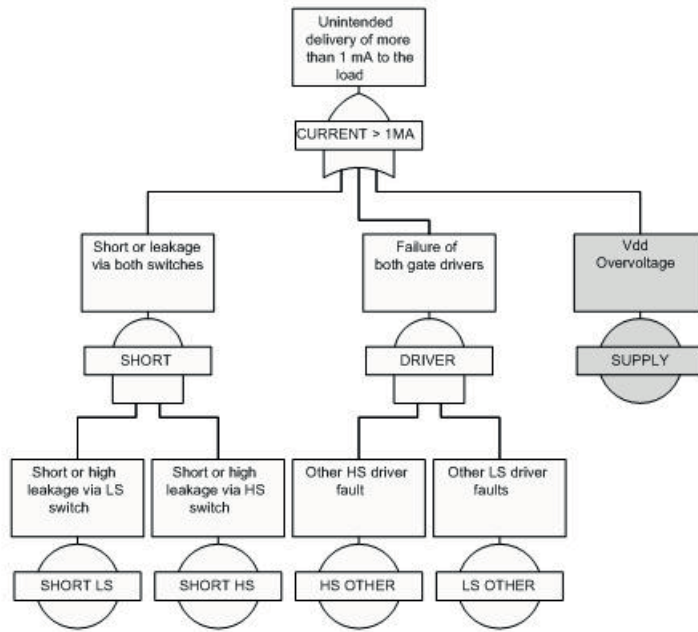 Unintended
delivery of more
than 1 mA to the
load
CURRENT > 1MA
Short or leakage
via both switches
Failure of
both gate drivers
Vdd
Overvoltage
SHORT
DRIVER
SUPPLY
Short or high
leakage via LS
switch
Short or high
leakage via HS
switch
Other HS driver
fault
Other LS driver
faults
SHORT LS
SHORT HS
HS OTHER
LS OTHER